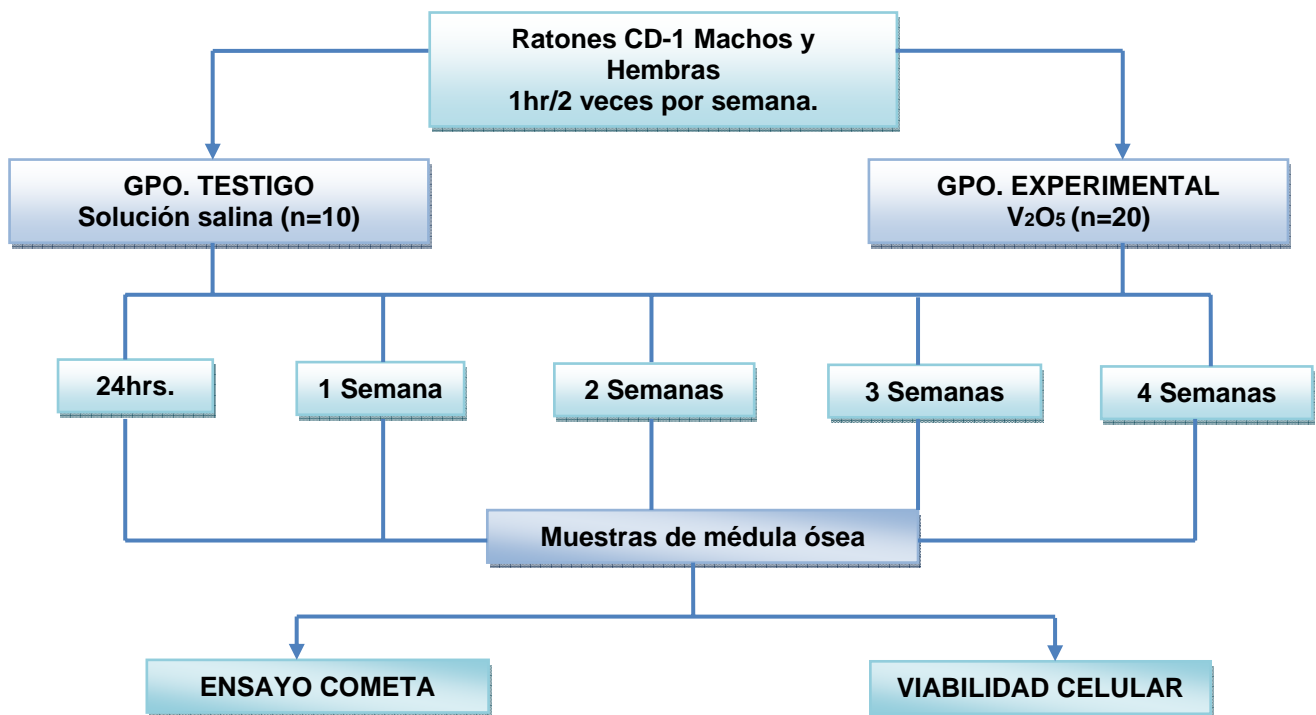 Ratones CD-1 Machos y
Hembras
1hr/2 veces por semana.
GPO. TESTIGO
Solución salina (n=10)
GPO. EXPERIMENTAL
V₂O₅ (n=20)
24hrs.
1 Semana
2 Semanas
3 Semanas
4 Semanas
Muestras de médula ósea
ENSAYO COMETA
VIABILIDAD CELULAR